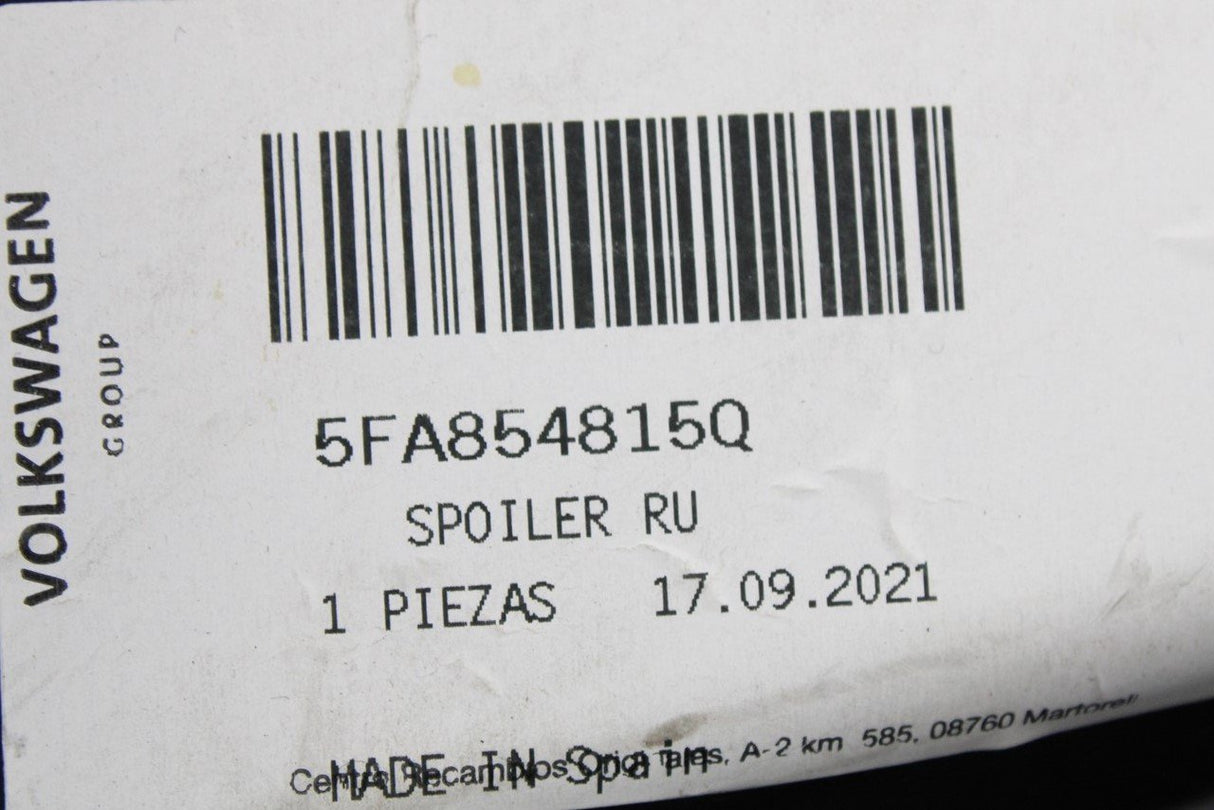 VOLKSWAGEN
GROUP
5FA854815Q
SPOILER RU
1 PIEZAS 17.09.2021
MADE IN Spain
Centro Recambios Originales, A-2 km 585, 08760 Martorell